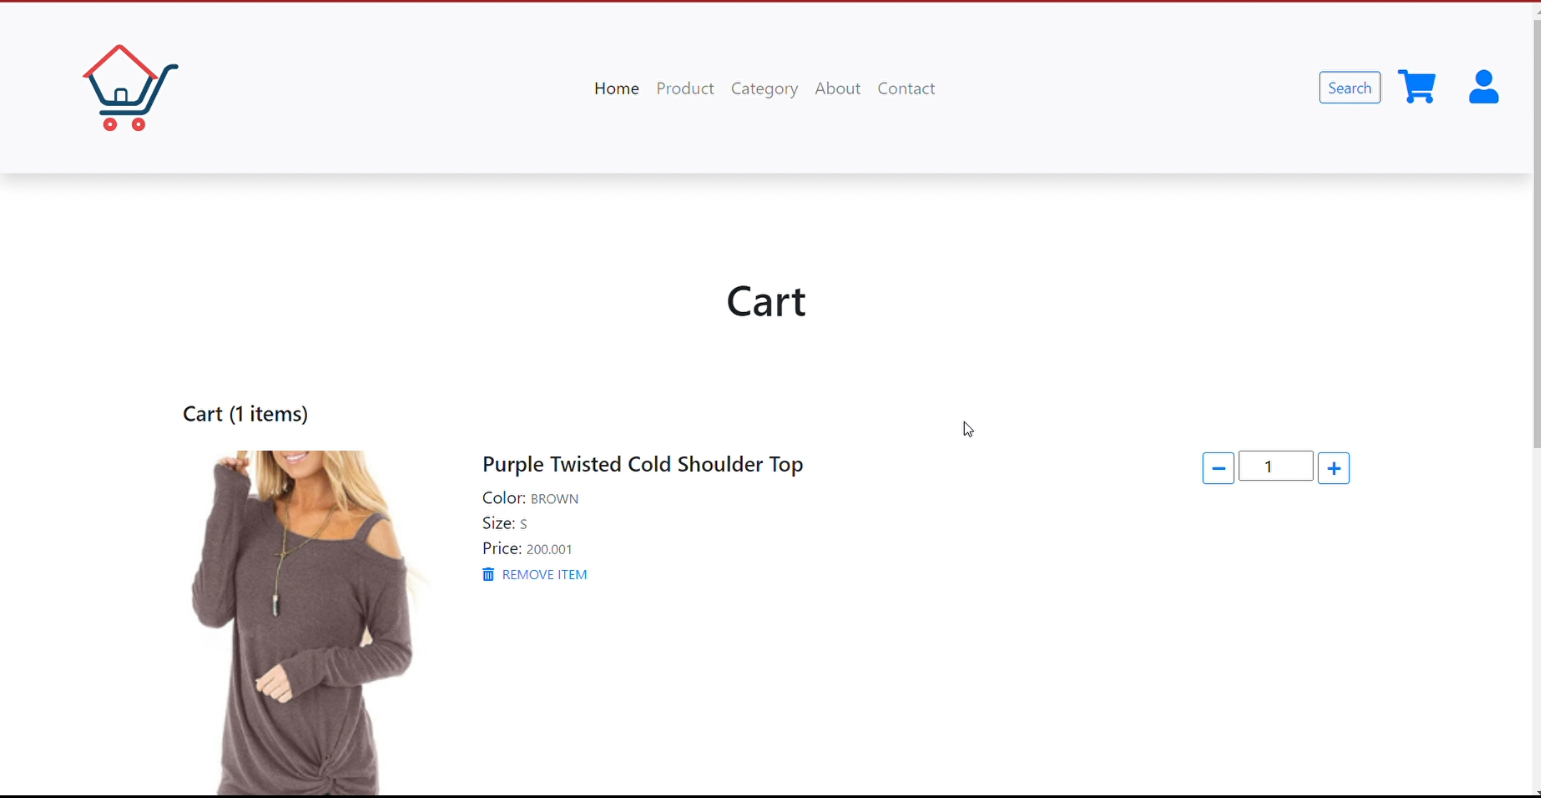 Home Product Category About Contact
Search
Cart
Cart (1 items)
Purple Twisted Cold Shoulder Top
1
Color: BROWN
Size: S
Price: 200.001
REMOVE ITEM